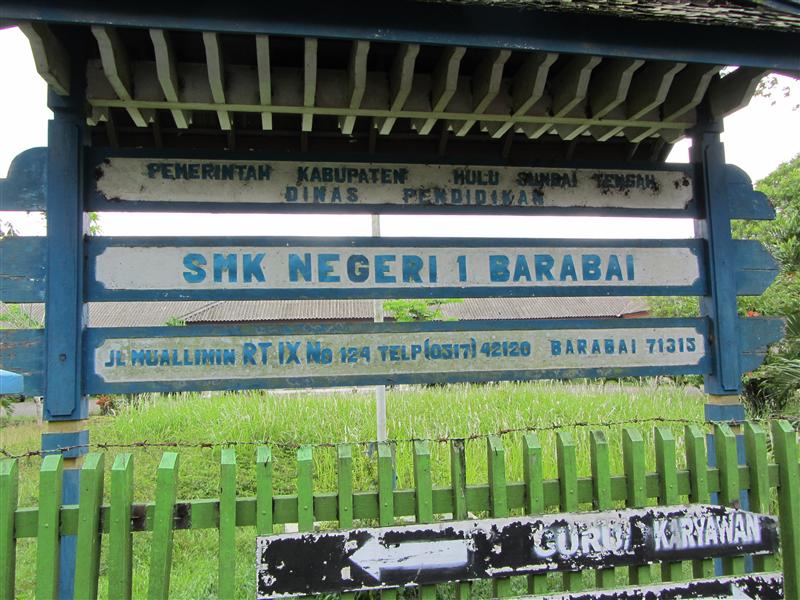 PEMERINTAH KABUPATEN HULU SUNGAI TENGAH
DINAS PENDIDIKAN
SMK NEGERI 1 BARABAI
JL MUALLIMIN RT IX No 124 TELP (0517) 42120 BARABAI 71315
GURU/ KARYAWAN